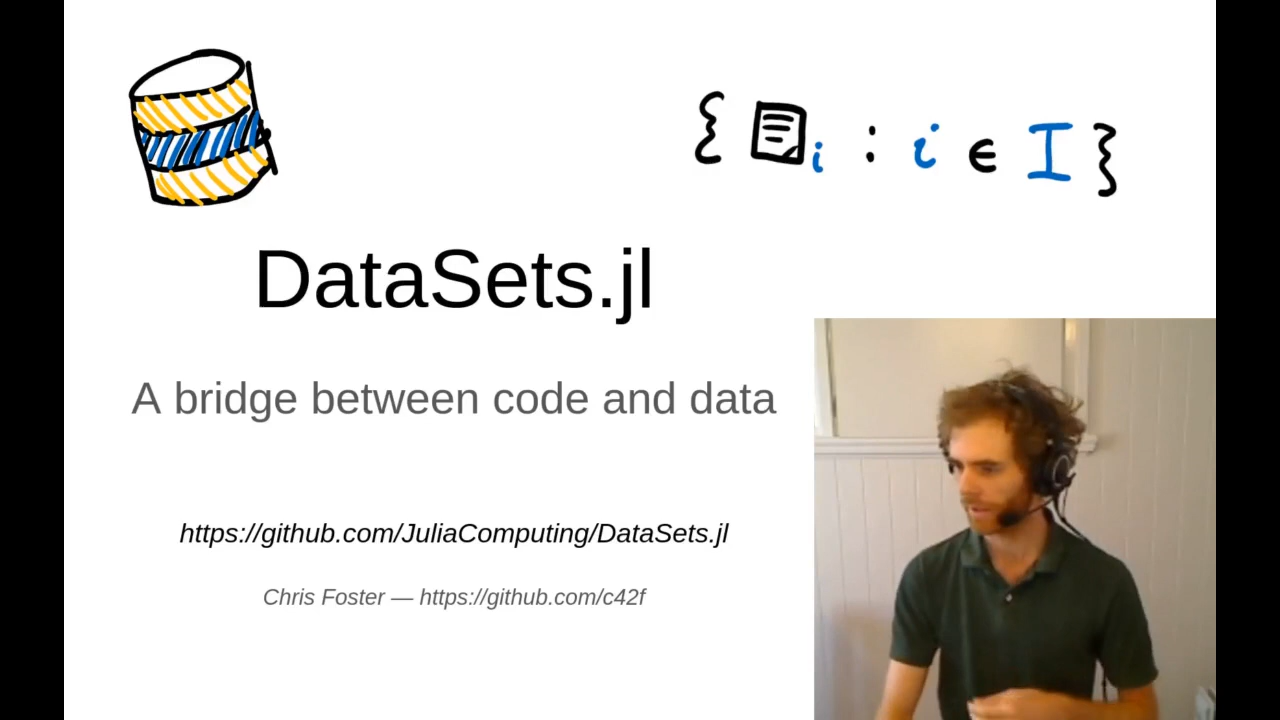 { i : i ∈ I }
DataSets.jl
A bridge between code and data
https://github.com/JuliaComputing/DataSets.jl
Chris Foster — https://github.com/c42f